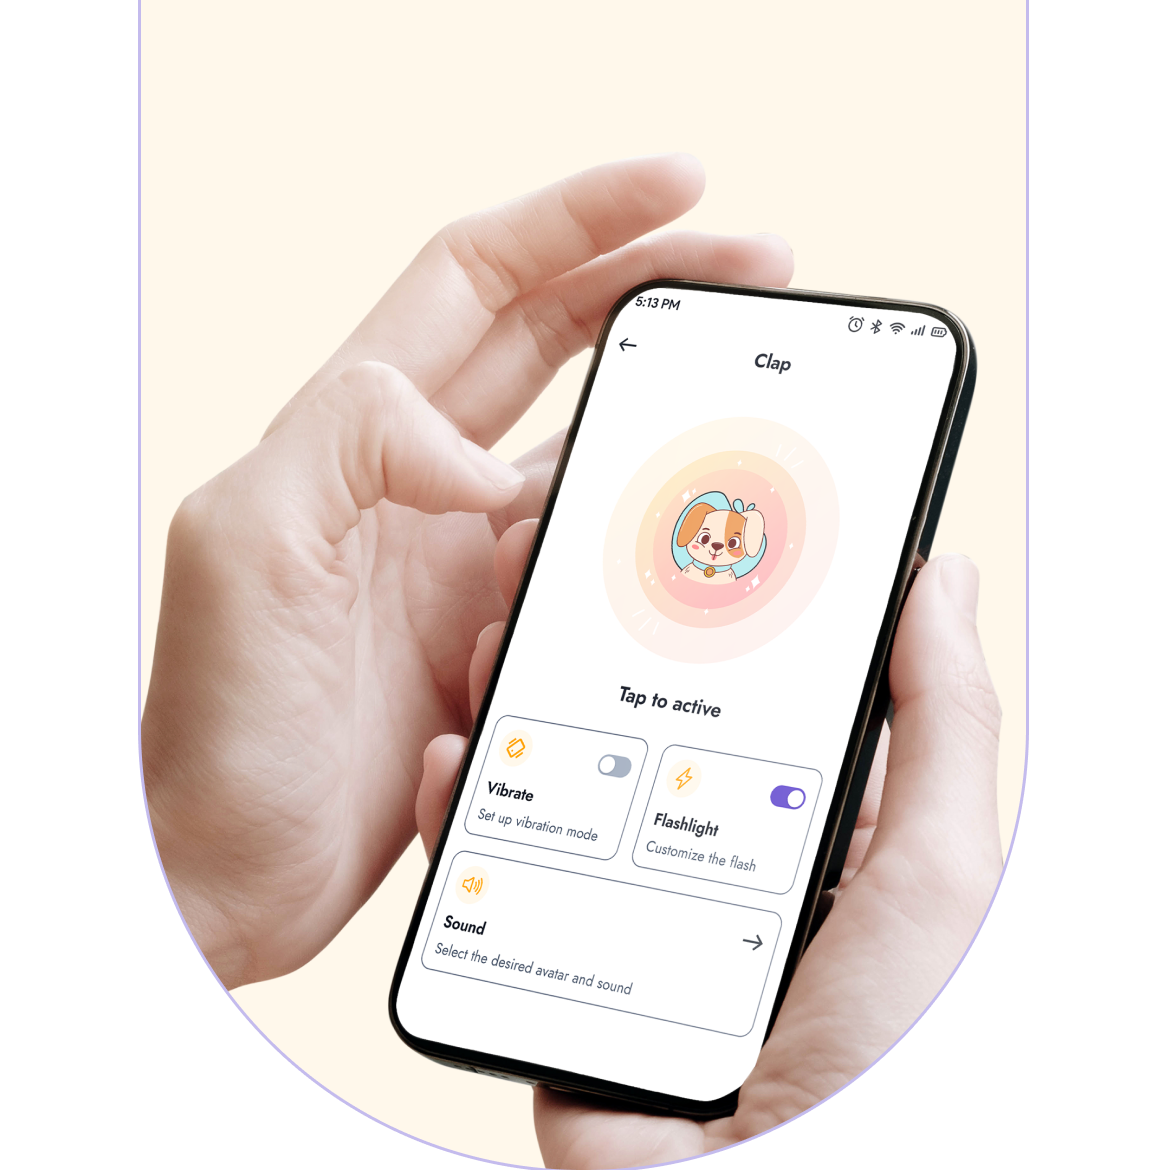 5:13 PM
Clap
Tap to active
Vibrate
Set up vibration mode
Flashlight
Customize the flash
Sound
Select the desired avatar and sound